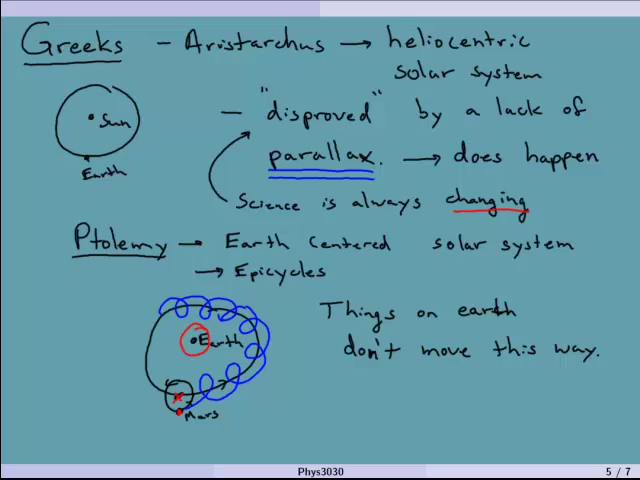 Greeks - Aristarchus → heliocentric
solar system
Sun
Earth
- "disproved" by a lack of
parallax. → does happen
Science is always changing
Ptolemy → Earth Centered solar system
→ Epicycles
Earth
Mars
Things on earth
don't move this way.
Phys3030
5 / 7